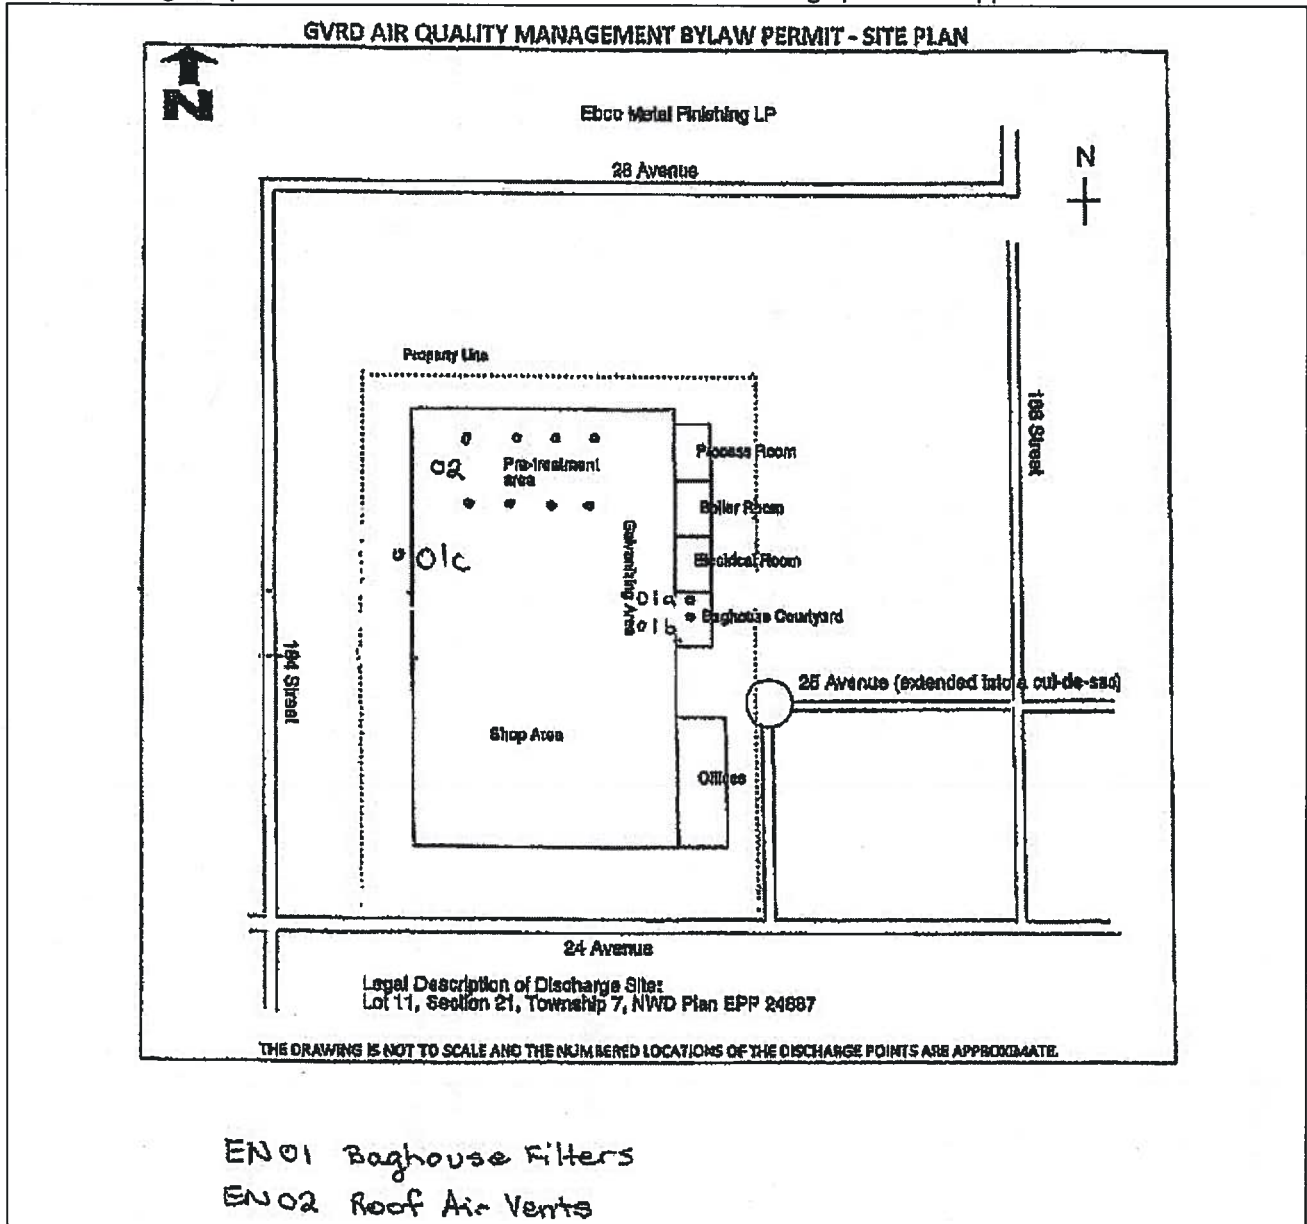 GVRD AIR QUALITY MANAGEMENT BYLAW PERMIT - SITE PLAN
N
Ebco Metal Finishing LP
N
28 Avenue
Property Line
188 Street
Process Room
02
Pre-treatment
area
Boiler Room
Galvanizing Area
01c
Electrical Room
01a
Baghouse Courtyard
01b
184 Street
25 Avenue (extended into a cul-de-sac)
Shop Area
Offices
24 Avenue
Legal Description of Discharge Site:
Lot 11, Section 21, Township 7, NWD Plan EPP 24887
THE DRAWING IS NOT TO SCALE AND THE NUMBERED LOCATIONS OF THE DISCHARGE POINTS ARE APPROXIMATE.
EN01 Baghouse Filters
EN02 Roof Air Vents